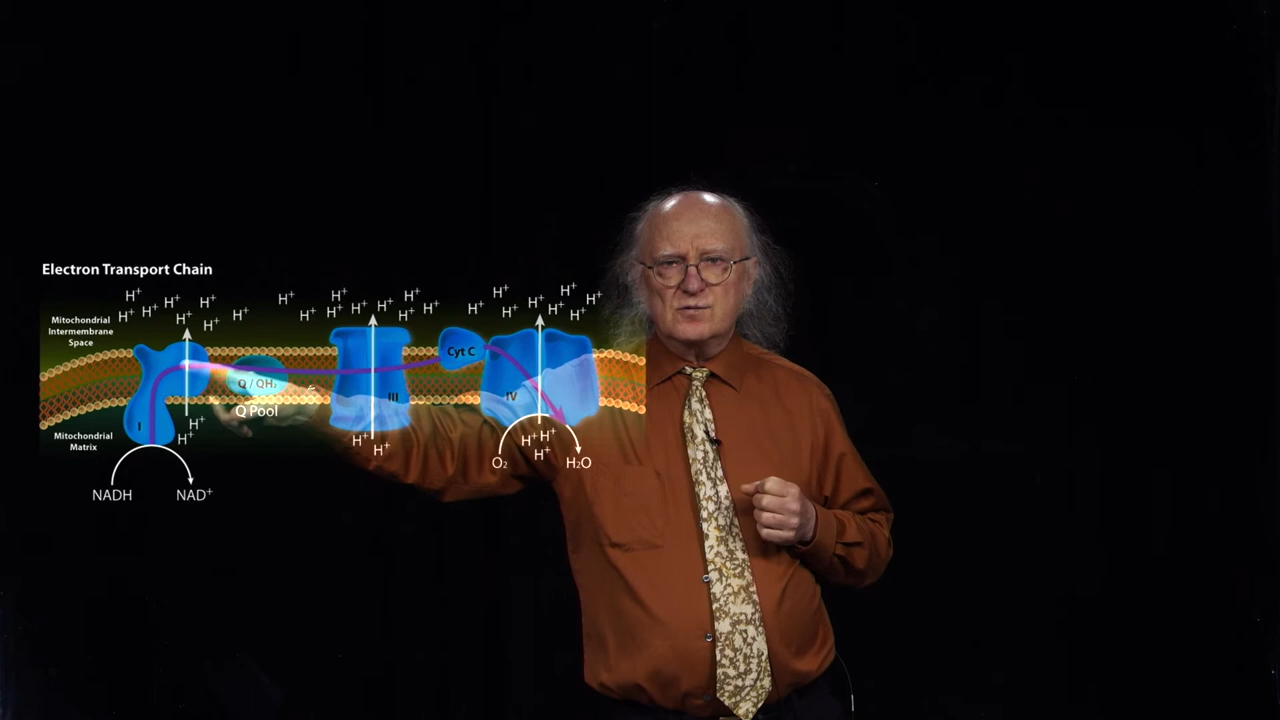 Electron Transport Chain
Mitochondrial
Intermembrane
Space
H⁺ H⁺ H⁺ H⁺ H⁺ H⁺ H⁺ H⁺
H⁺ H⁺ H⁺ H⁺ H⁺ H⁺ H⁺ H⁺
H⁺ H⁺ H⁺ H⁺ H⁺ H⁺ H⁺ H⁺
Cyt C
Q / QH₂
III
IV
Q Pool
I
H⁺
H⁺
Mitochondrial
Matrix
H⁺
H⁺
H⁺ H⁺
H⁺
O₂
H₂O
NADH
NAD⁺